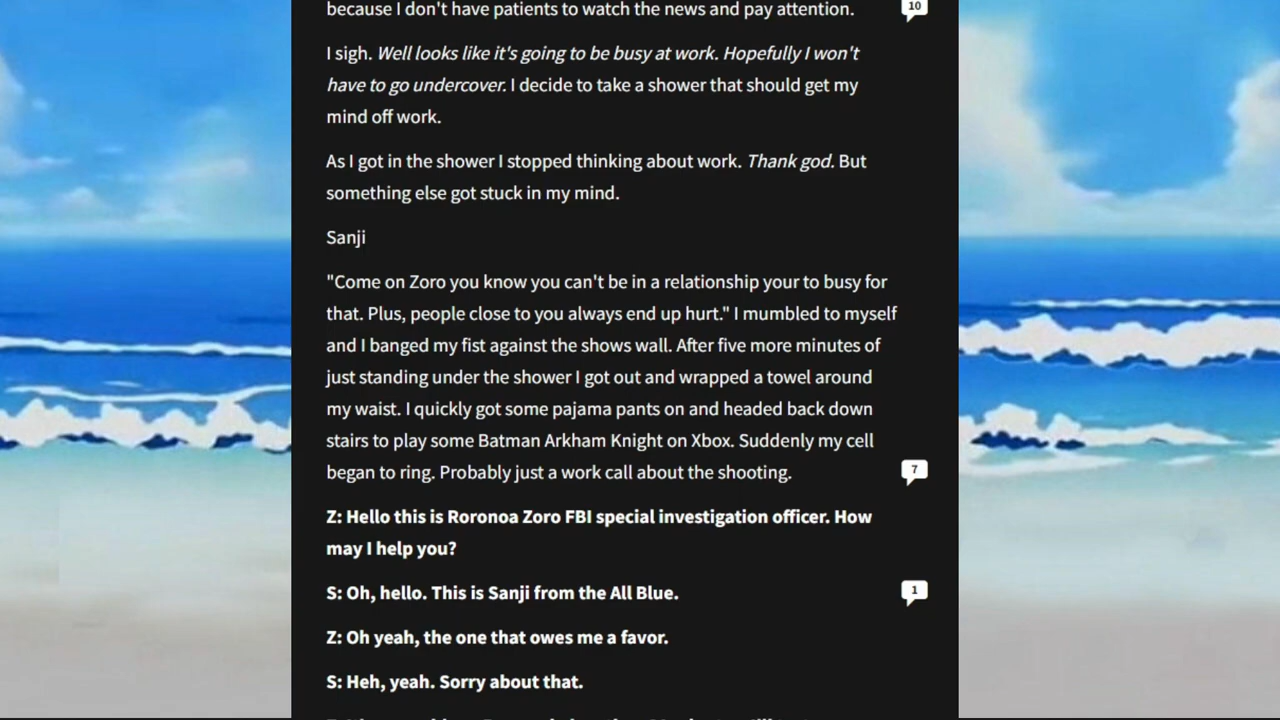 because I don't have patients to watch the news and pay attention.
10
I sigh. Well looks like it's going to be busy at work. Hopefully I won't
have to go undercover. I decide to take a shower that should get my
mind off work.
As I got in the shower I stopped thinking about work. Thank god. But
something else got stuck in my mind.
Sanji
"Come on Zoro you know you can't be in a relationship your to busy for
that. Plus, people close to you always end up hurt." I mumbled to myself
and I banged my fist against the shows wall. After five more minutes of
just standing under the shower I got out and wrapped a towel around
my waist. I quickly got some pajama pants on and headed back down
stairs to play some Batman Arkham Knight on Xbox. Suddenly my cell
began to ring. Probably just a work call about the shooting.
7
Z: Hello this is Roronoa Zoro FBI special investigation officer. How
may I help you?
S: Oh, hello. This is Sanji from the All Blue.
1
Z: Oh yeah, the one that owes me a favor.
S: Heh, yeah. Sorry about that.